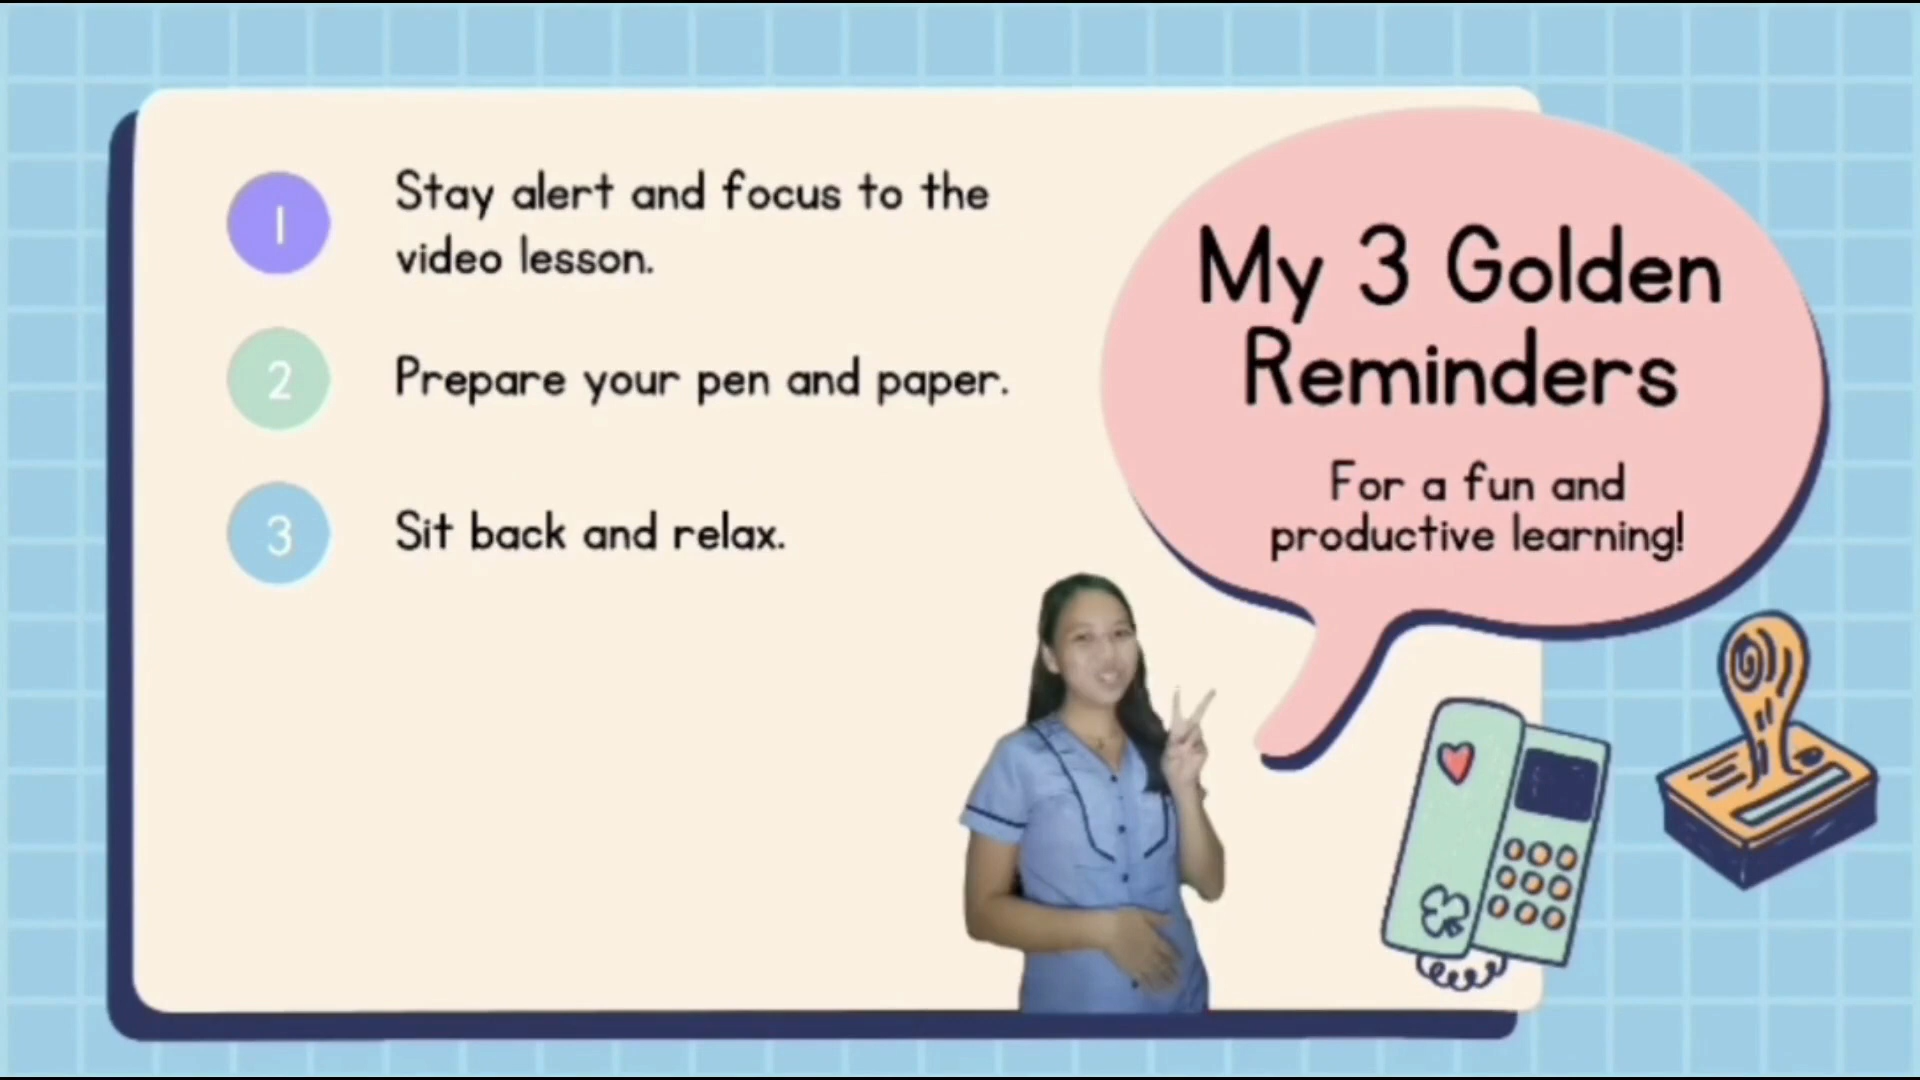 1
Stay alert and focus to the
video lesson.
2
Prepare your pen and paper.
3
Sit back and relax.
My 3 Golden
Reminders
For a fun and
productive learning!